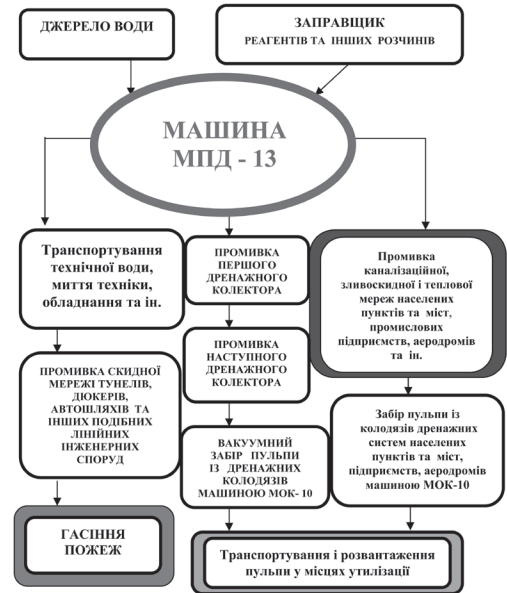 ДЖЕРЕЛО ВОДИ
ЗАПРАВЩИК
РЕАГЕНТІВ ТА ІНШИХ РОЗЧИНІВ
МАШИНА
МПД - 13
Транспортування
технічної води,
миття техніки,
обладнання та ін.
ПРОМИВКА
ПЕРШОГО
ДРЕНАЖНОГО
КОЛЕКТОРА
Промивка
каналізаційної,
зливоскидної і теплової
мереж населених
пунктів та міст,
промислових
підприємств, аеродромів
та ін.
ПРОМИВКА СКИДНОЇ
МЕРЕЖІ ТУНЕЛІВ,
ДЮКЕРІВ,
АВТОШЛЯХІВ ТА
ІНШИХ ПОДІБНИХ
ЛІНІЙНИХ
ІНЖЕНЕРНИХ
СПОРУД
ПРОМИВКА
НАСТУПНОГО
ДРЕНАЖНОГО
КОЛЕКТОРА
Забір пульпи із
колодязів дренажних
систем населених
пунктів та міст,
підприємств, аеродромів
машиною МОК-10
ВАКУУМНИЙ
ЗАБІР ПУЛЬПИ
ІЗ ДРЕНАЖНИХ
КОЛОДЯЗІВ
МАШИНОЮ МОК- 10
ГАСІННЯ
ПОЖЕЖ
Транспортування і розвантаження
пульпи у місцях утилізації